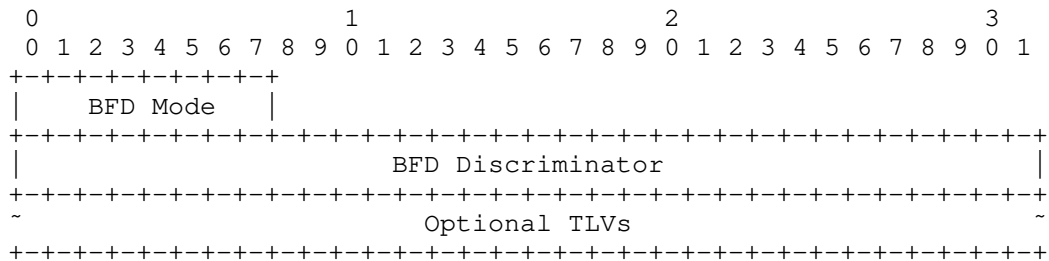 0                   1                   2                   3
 0 1 2 3 4 5 6 7 8 9 0 1 2 3 4 5 6 7 8 9 0 1 2 3 4 5 6 7 8 9 0 1
+-+-+-+-+-+-+-+-+
|    BFD Mode   |
+-+-+-+-+-+-+-+-+-+-+-+-+-+-+-+-+-+-+-+-+-+-+-+-+-+-+-+-+-+-+-+-+
|                       BFD Discriminator                       |
+-+-+-+-+-+-+-+-+-+-+-+-+-+-+-+-+-+-+-+-+-+-+-+-+-+-+-+-+-+-+-+-+
~                         Optional TLVs                         ~
+-+-+-+-+-+-+-+-+-+-+-+-+-+-+-+-+-+-+-+-+-+-+-+-+-+-+-+-+-+-+-+-+